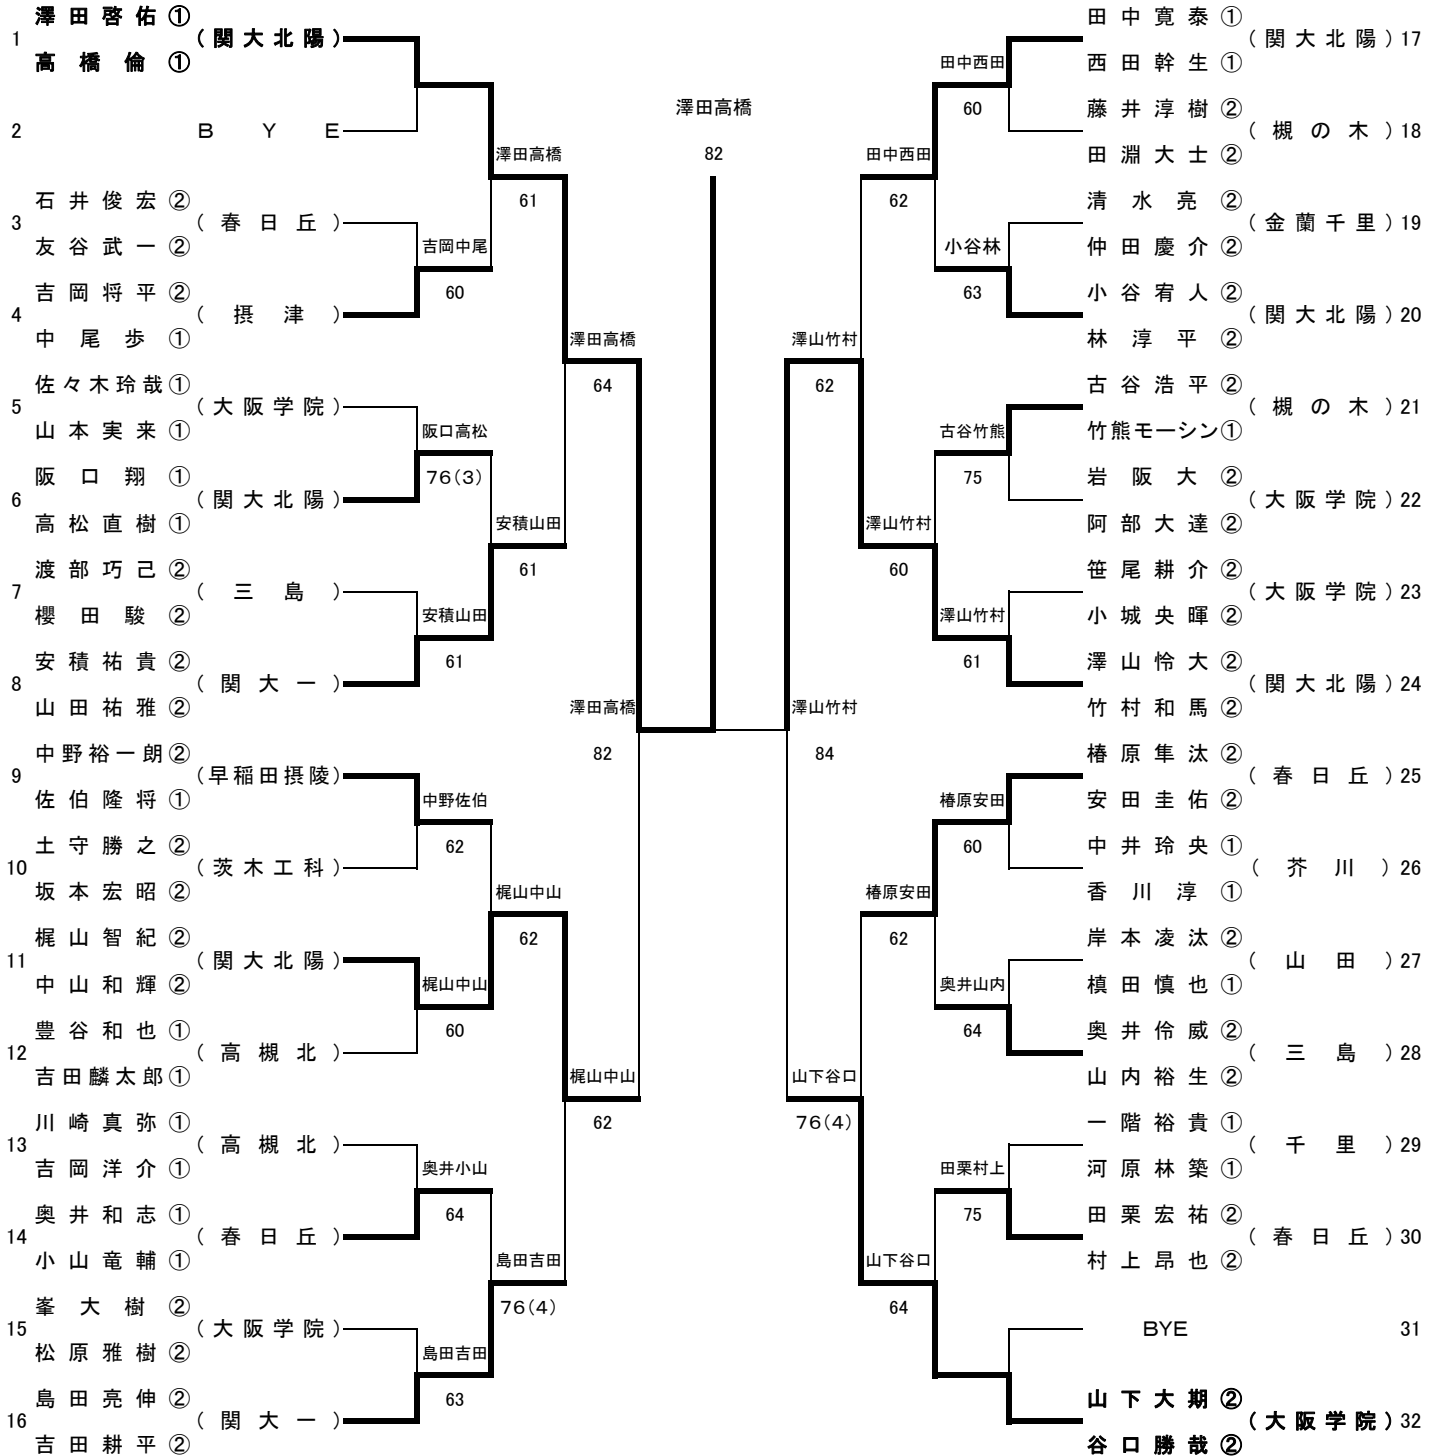 澤田啓佑①
1 (関大北陽)
高橋倫①
2 BYE
石井俊宏②
3 (春日丘)
友谷武一②
吉岡将平②
4 (摂津)
中尾歩①
佐々木玲哉①
5 (大阪学院)
山本実来①
阪口翔①
6 (関大北陽)
高松直樹①
渡部巧己②
7 (三島)
櫻田駿②
安積祐貴②
8 (関大一)
山田祐雅②
中野裕一朗②
9 (早稲田摂陵)
佐伯隆将①
土守勝之②
10 (茨木工科)
坂本宏昭②
梶山智紀②
11 (関大北陽)
中山和輝②
豊谷和也①
12 (高槻北)
吉田麟太郎①
川崎真弥①
13 (高槻北)
吉岡洋介①
奥井和志①
14 (春日丘)
小山竜輔①
峯大樹②
15 (大阪学院)
松原雅樹②
島田亮伸②
16 (関大一)
吉田耕平②
吉岡中尾
60
阪口高松
76(3)
安積山田
61
中野佐伯
62
梶山中山
60
奥井小山
64
島田吉田
63
澤田高橋
61
安積山田
61
梶山中山
62
島田吉田
76(4)
澤田高橋
64
梶山中山
62
澤田高橋
82
澤田高橋
82
澤山竹村
84
澤山竹村
62
山下谷口
76(4)
田中西田
62
澤山竹村
60
椿原安田
62
山下谷口
64
田中西田
60
小谷林
63
古谷竹熊
75
澤山竹村
61
椿原安田
60
奥井山内
64
田栗村上
75
田中寛泰①
(関大北陽) 17
西田幹生①
藤井淳樹②
(槻の木) 18
田淵大士②
清水亮②
(金蘭千里) 19
仲田慶介②
小谷宥人②
(関大北陽) 20
林淳平②
古谷浩平②
(槻の木) 21
竹熊モーシン①
岩阪大②
(大阪学院) 22
阿部大達②
笹尾耕介②
(大阪学院) 23
小城央暉②
澤山怜大②
(関大北陽) 24
竹村和馬②
椿原隼汰②
(春日丘) 25
安田圭佑②
中井玲央①
(芥川) 26
香川淳①
岸本凌汰②
(山田) 27
槙田慎也①
奥井伶威②
(三島) 28
山内裕生②
一階裕貴①
(千里) 29
河原林築①
田栗宏祐②
(春日丘) 30
村上昂也②
BYE 31
山下大期②
(大阪学院) 32
谷口勝哉②